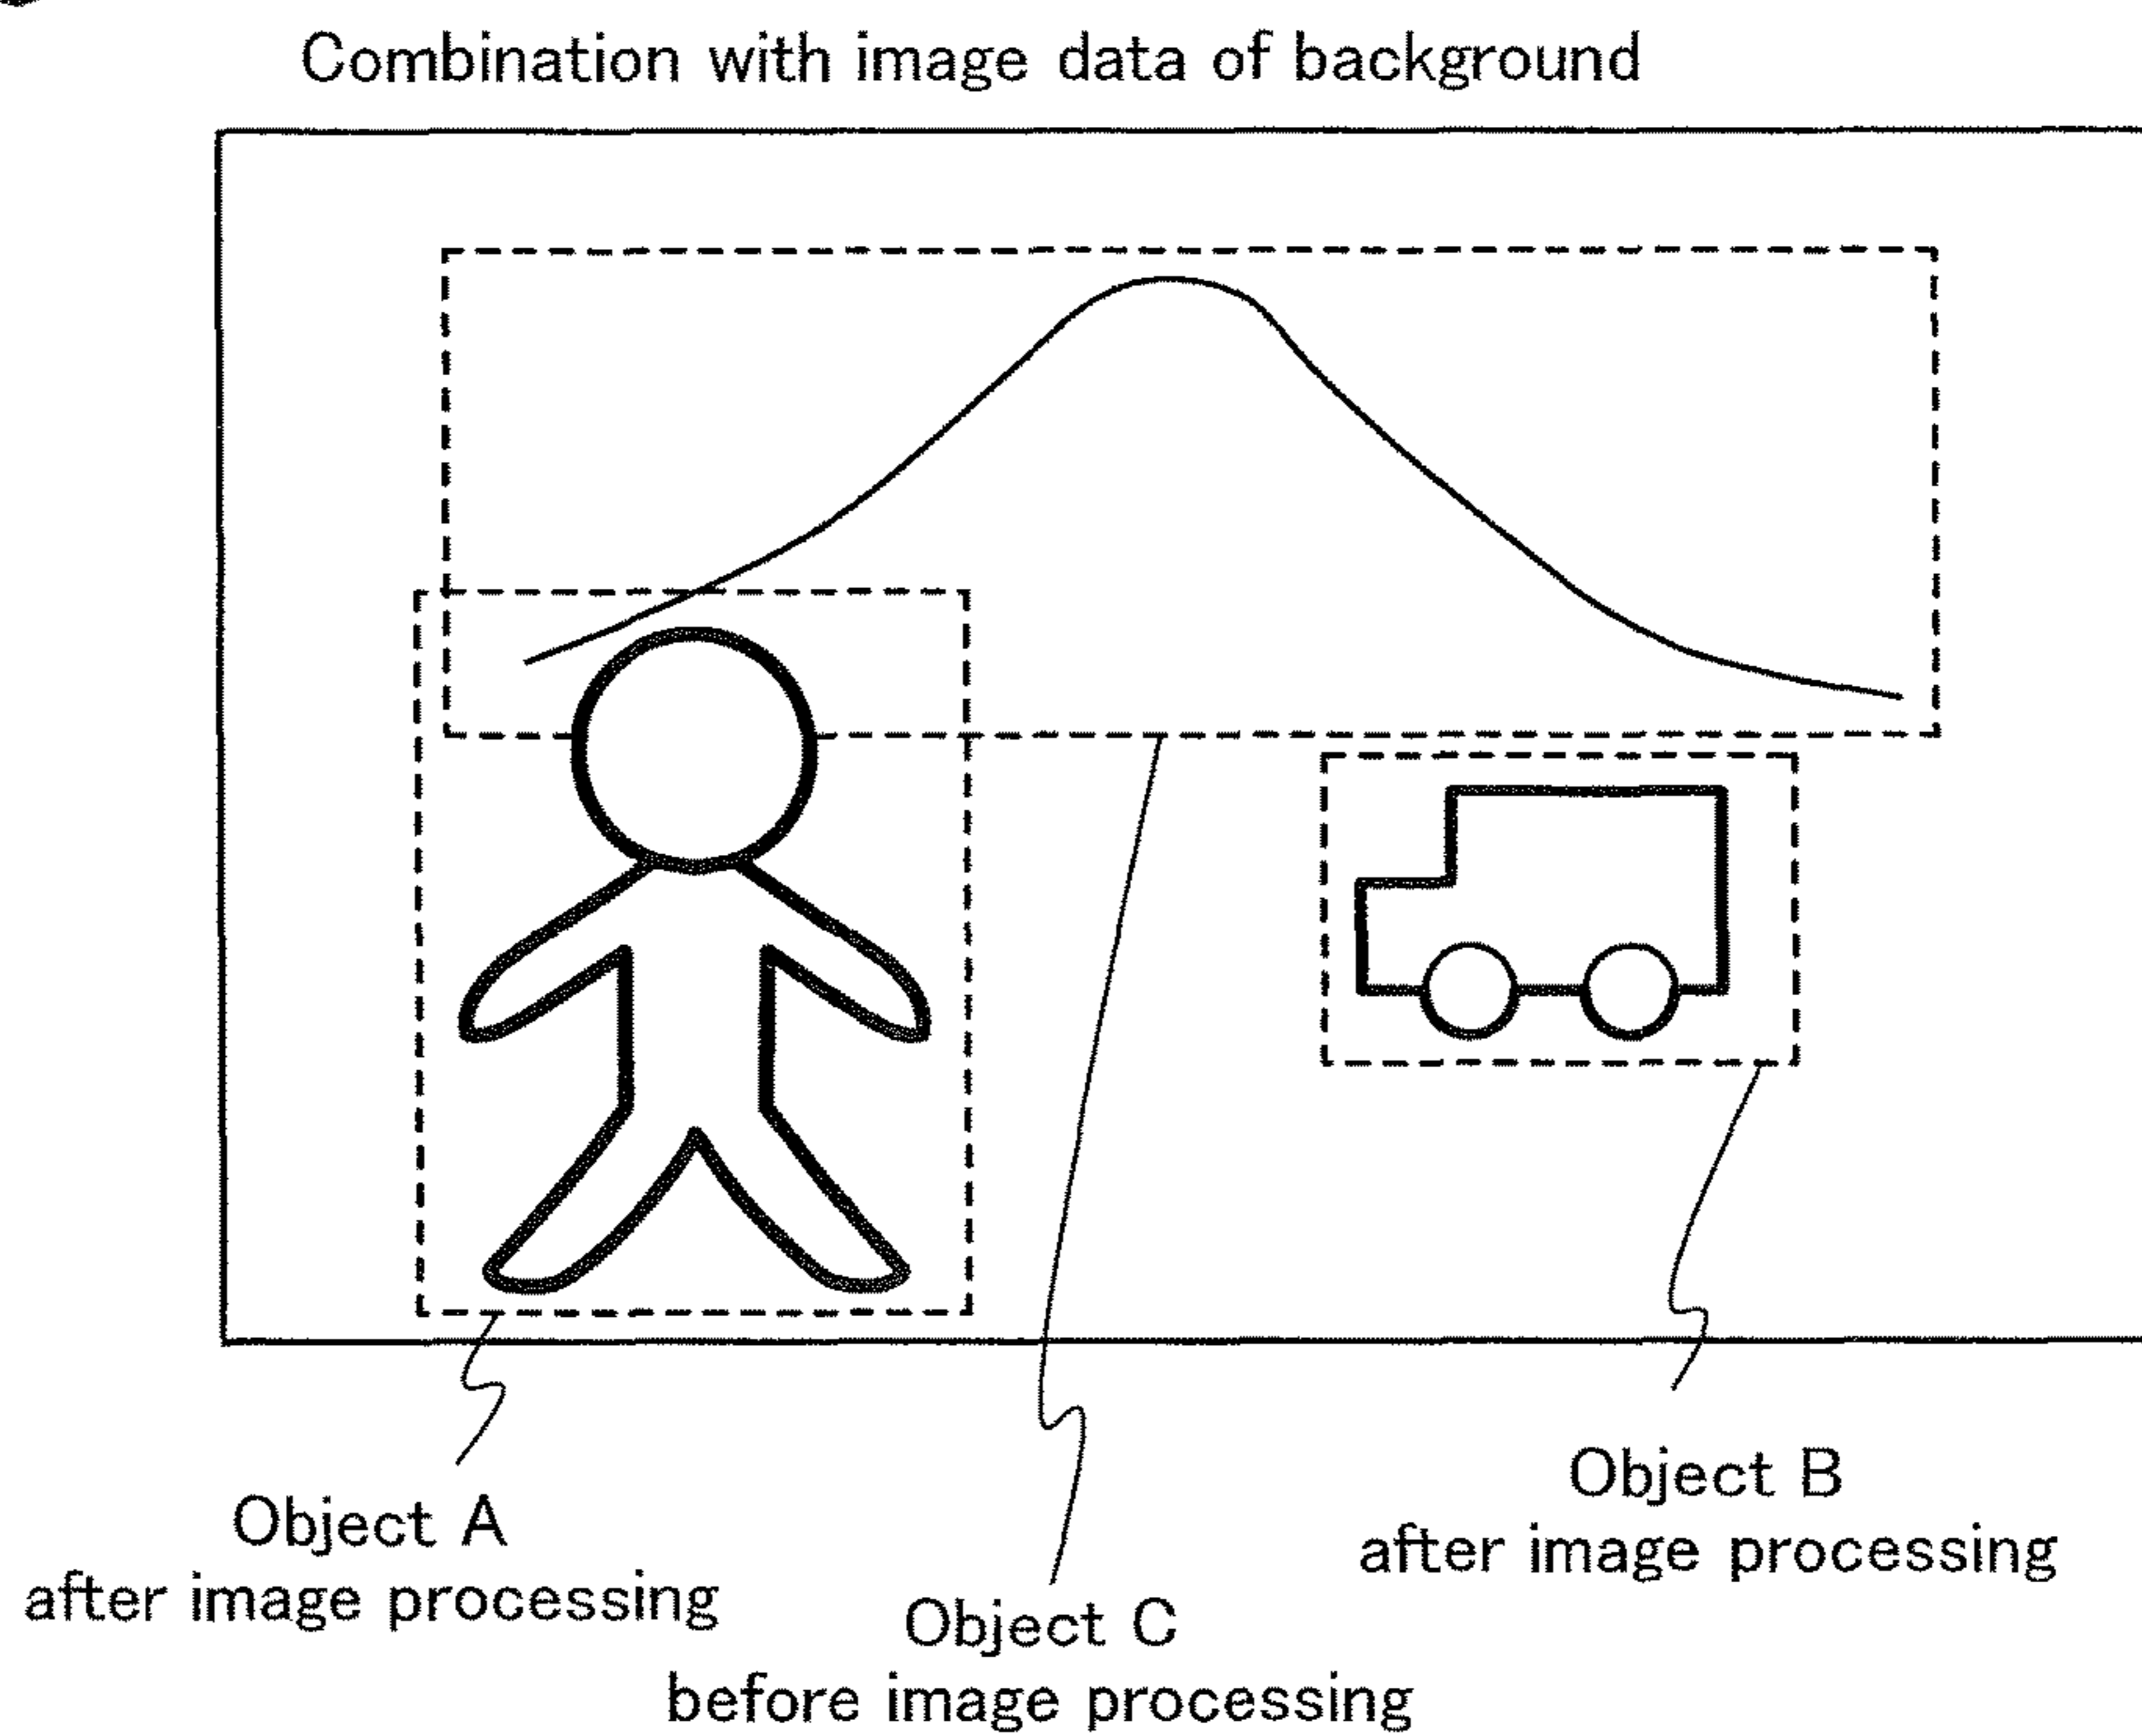 Combination with image data of background
Object A
after image processing
Object C
before image processing
Object B
after image processing